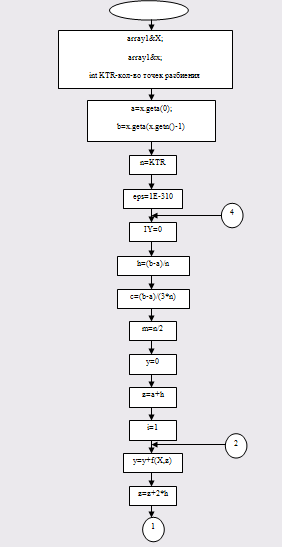 array1&X;
array1&x;
int KTR-кол-во точек разбиения
a=x.geta(0);
b=x.geta(x.getn()-1)
n=KTR
eps=1E-310
4
IY=0
h=(b-a)/n
c=(b-a)/(3*n)
m=n/2
y=0
z=a+h
i=1
2
y=y+f(X,z)
z=z+2*h
1